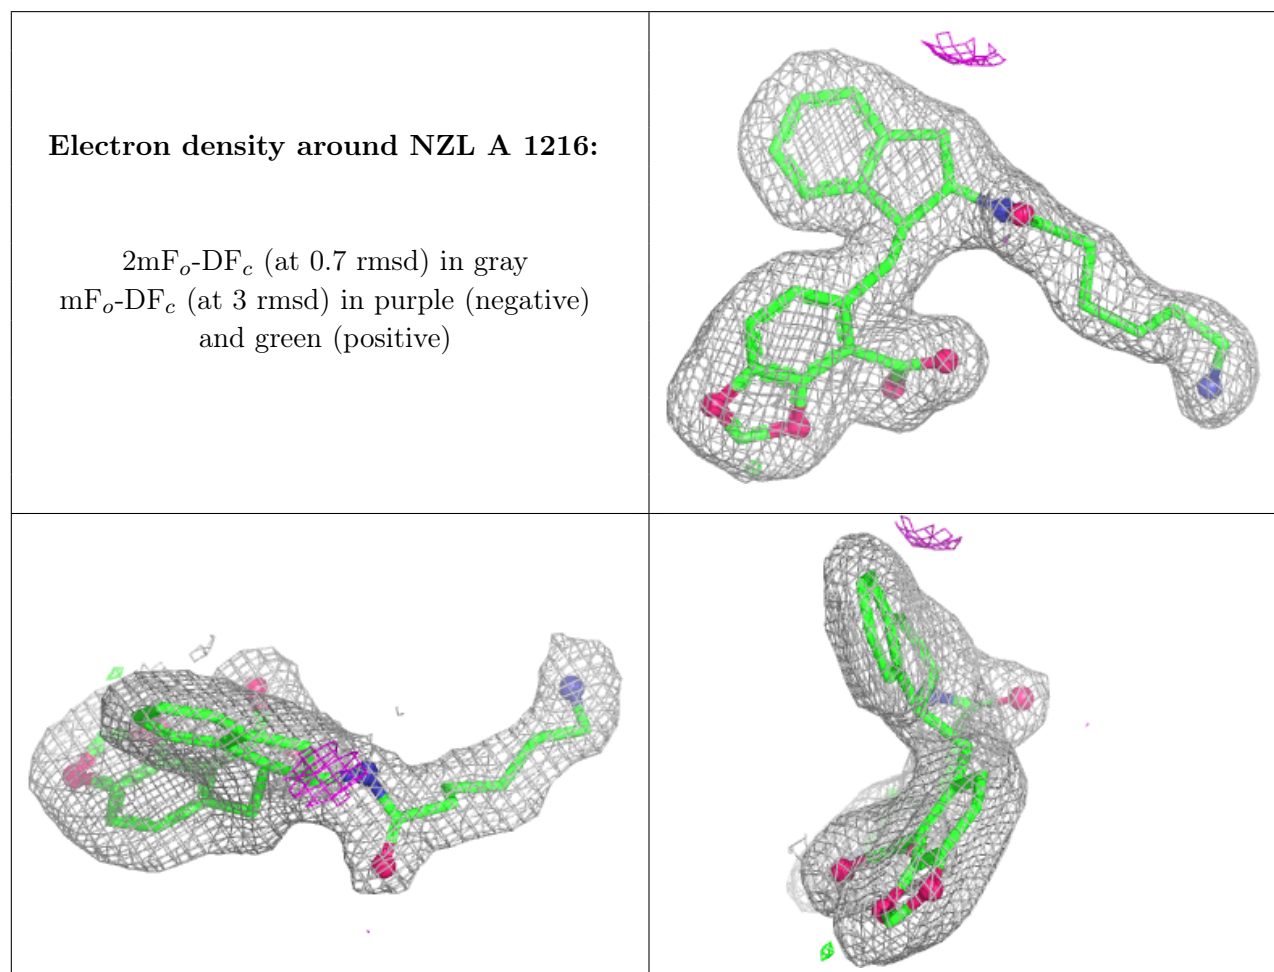 Electron density around NZL A 1216:
2mFo-DFc (at 0.7 rmsd) in gray
mFo-DFc (at 3 rmsd) in purple (negative)
and green (positive)